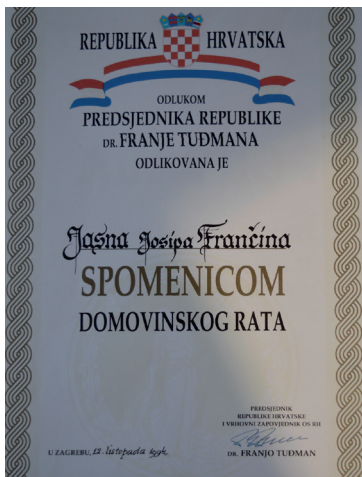 REPUBLIKA HRVATSKA
ODLUKOM
PREDSJEDNIKA REPUBLIKE
DR. FRANJE TUĐMANA
ODLIKOVANA JE
Jasna Josipa Frančina
SPOMENICOM
DOMOVINSKOG RATA
PREDSJEDNIK
REPUBLIKE HRVATSKE
I VRHOVNI ZAPOVJEDNIK OS RH
DR. FRANJO TUĐMAN
U ZAGREBU, 12. listopada